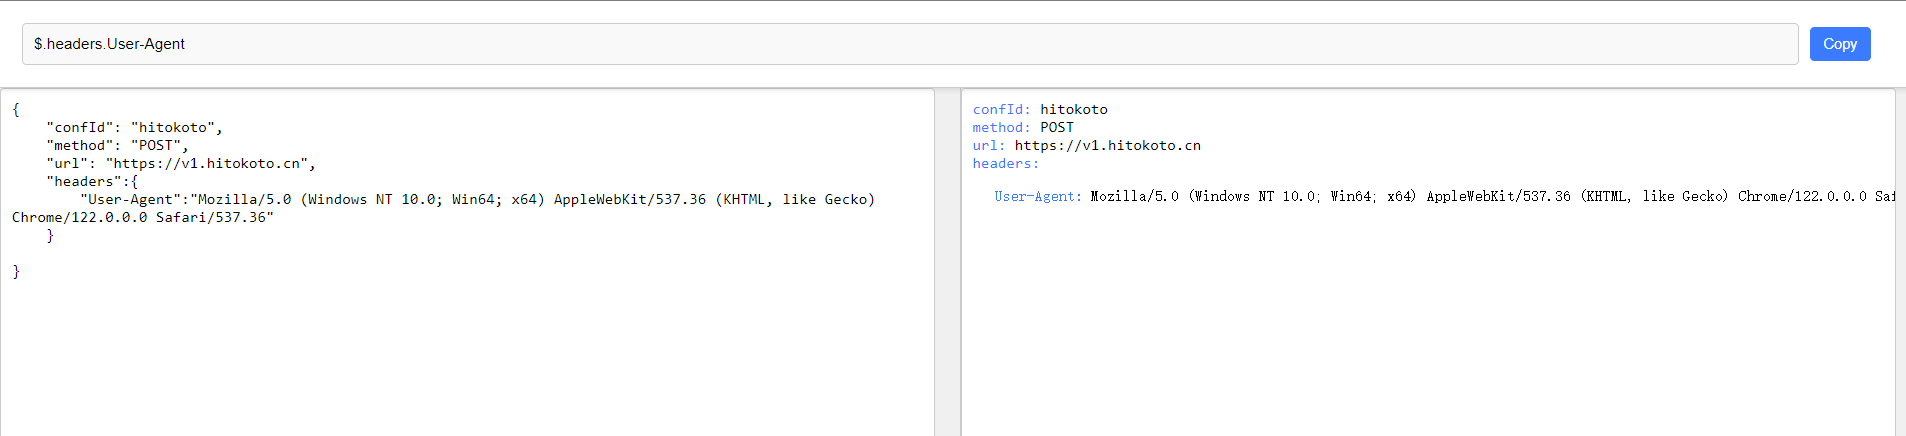 $.headers.User-Agent
Copy
{
    "confId": "hitokoto",
    "method": "POST",
    "url": "https://v1.hitokoto.cn",
    "headers":{
        "User-Agent":"Mozilla/5.0 (Windows NT 10.0; Win64; x64) AppleWebKit/537.36 (KHTML, like Gecko)
Chrome/122.0.0.0 Safari/537.36"
    }
}
confId: hitokoto
method: POST
url: https://v1.hitokoto.cn
headers:
User-Agent: Mozilla/5.0 (Windows NT 10.0; Win64; x64) AppleWebKit/537.36 (KHTML, like Gecko) Chrome/122.0.0.0